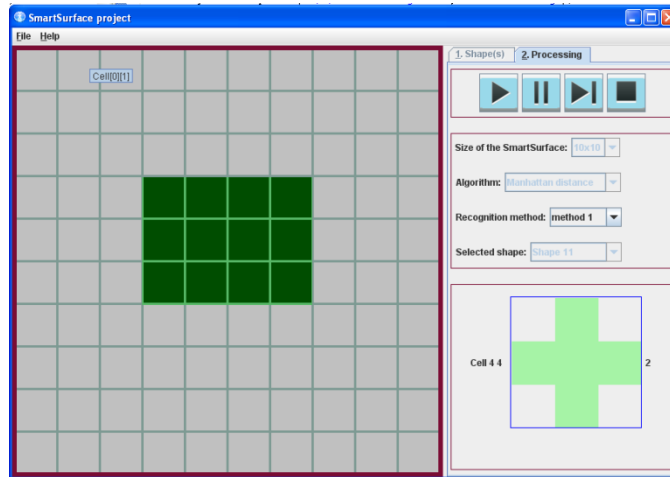 SmartSurface project
File Help
Cell[0][1]
1. Shape(s) 2. Processing
Size of the SmartSurface: 10x10
Algorithm: Manhattan distance
Recognition method: method 1
Selected shape: Shape 11
Cell 4 4 2